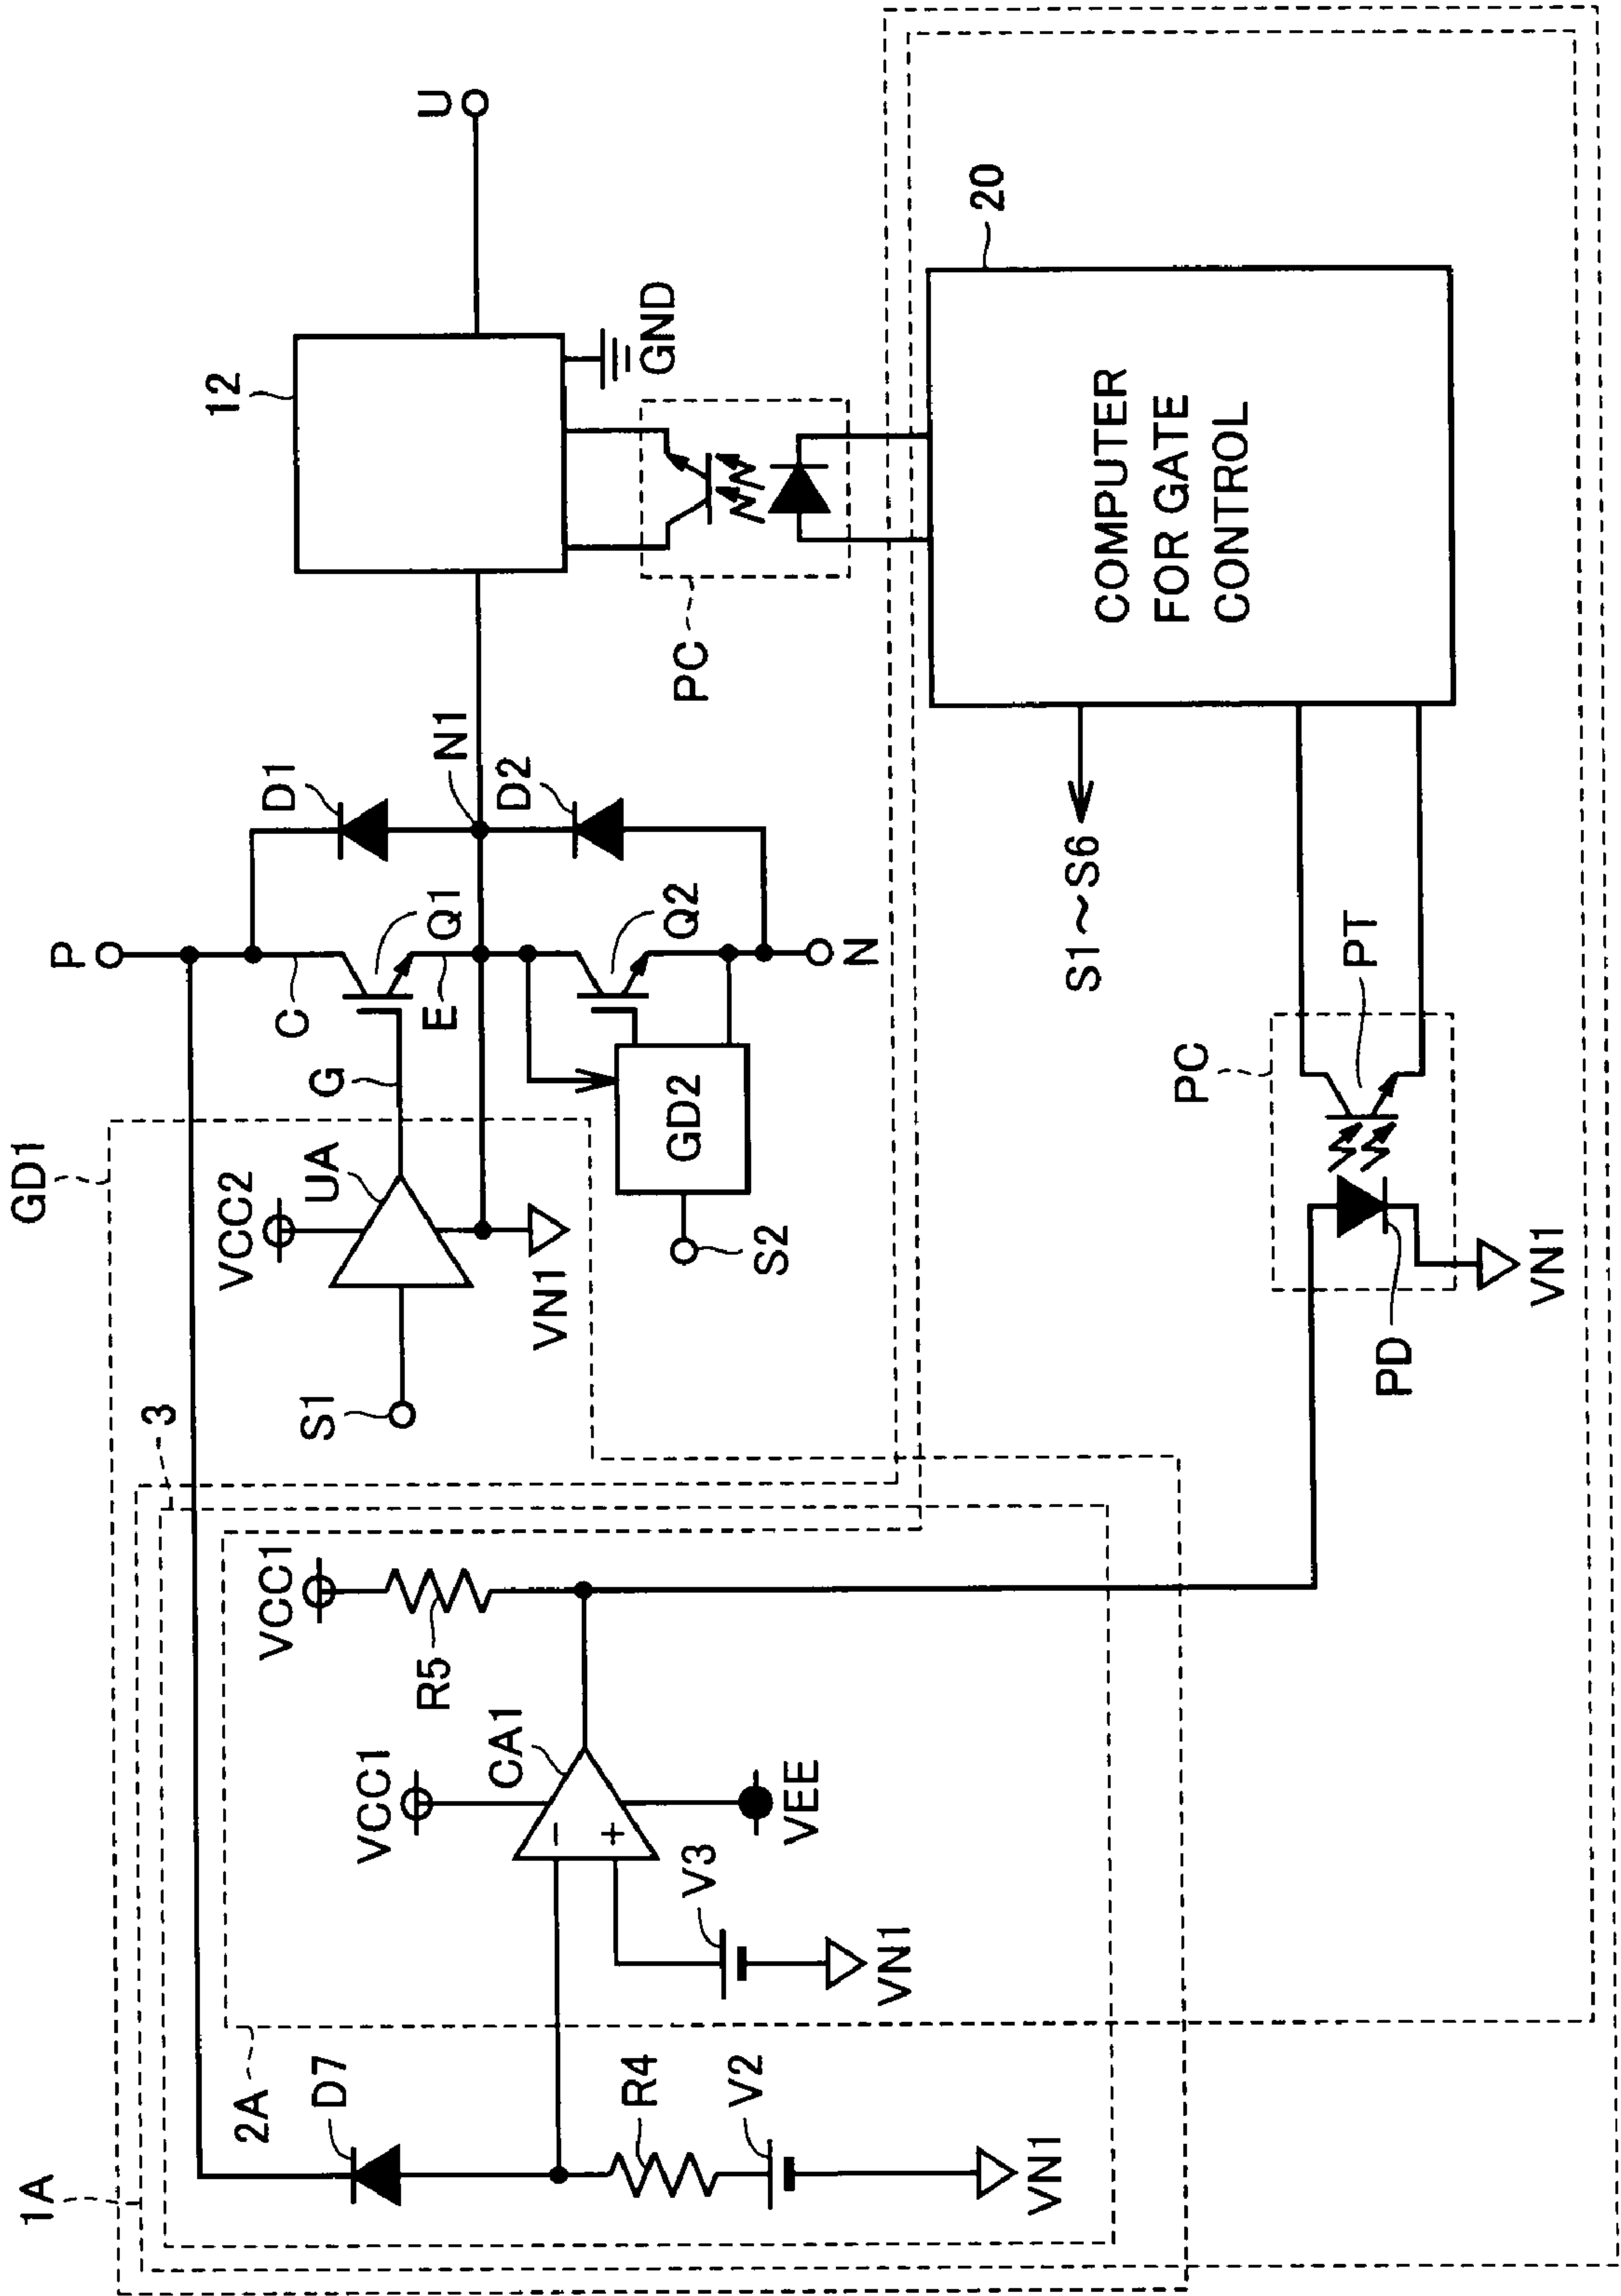 GD1
P
U
D1
12
C
Q1
N1
G
E
D2
GND
VCC2
UA
Q2
PC
N
S1
VN1
GD2
S2
3
1A
2A
D7
VCC1
R5
VCC1
CA1
−
+
R4
V3
VEE
V2
VN1
VN1
20
COMPUTER
FOR GATE
CONTROL
S1~S6
PC
PT
PD
VN1